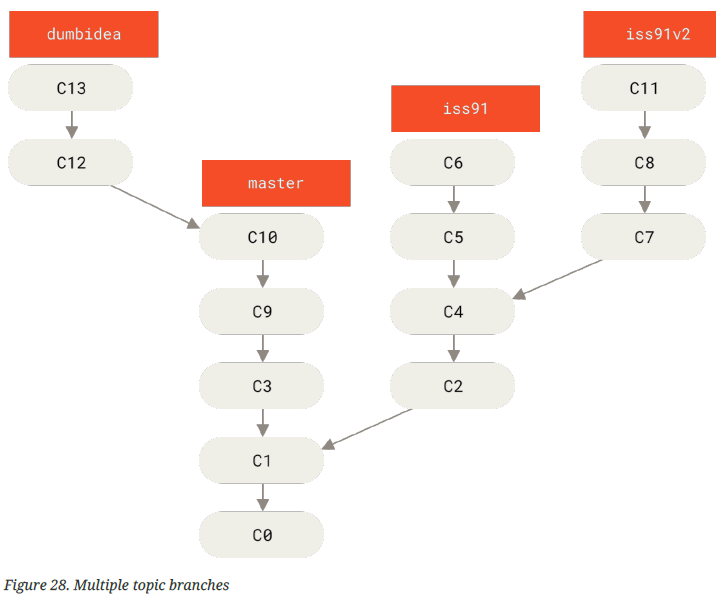 dumbidea
iss91v2
C13
C11
iss91
C12
C6
C8
master
C10
C5
C7
C9
C4
C3
C2
C1
C0
Figure 28. Multiple topic branches